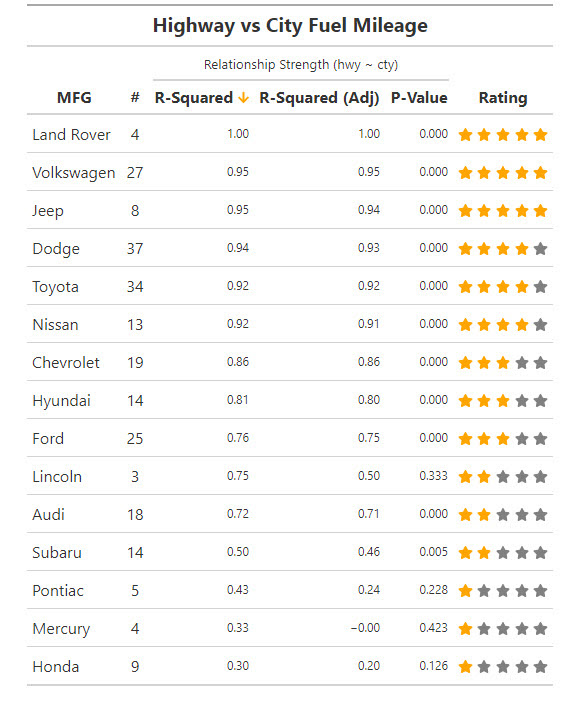 Highway vs City Fuel Mileage
Relationship Strength (hwy ~ cty)
MFG # R-Squared ↓ R-Squared (Adj) P-Value Rating
Land Rover 4 1.00 1.00 0.000
Volkswagen 27 0.95 0.95 0.000
Jeep 8 0.95 0.94 0.000
Dodge 37 0.94 0.93 0.000
Toyota 34 0.92 0.92 0.000
Nissan 13 0.92 0.91 0.000
Chevrolet 19 0.86 0.86 0.000
Hyundai 14 0.81 0.80 0.000
Ford 25 0.76 0.75 0.000
Lincoln 3 0.75 0.50 0.333
Audi 18 0.72 0.71 0.000
Subaru 14 0.50 0.46 0.005
Pontiac 5 0.43 0.24 0.228
Mercury 4 0.33 −0.00 0.423
Honda 9 0.30 0.20 0.126